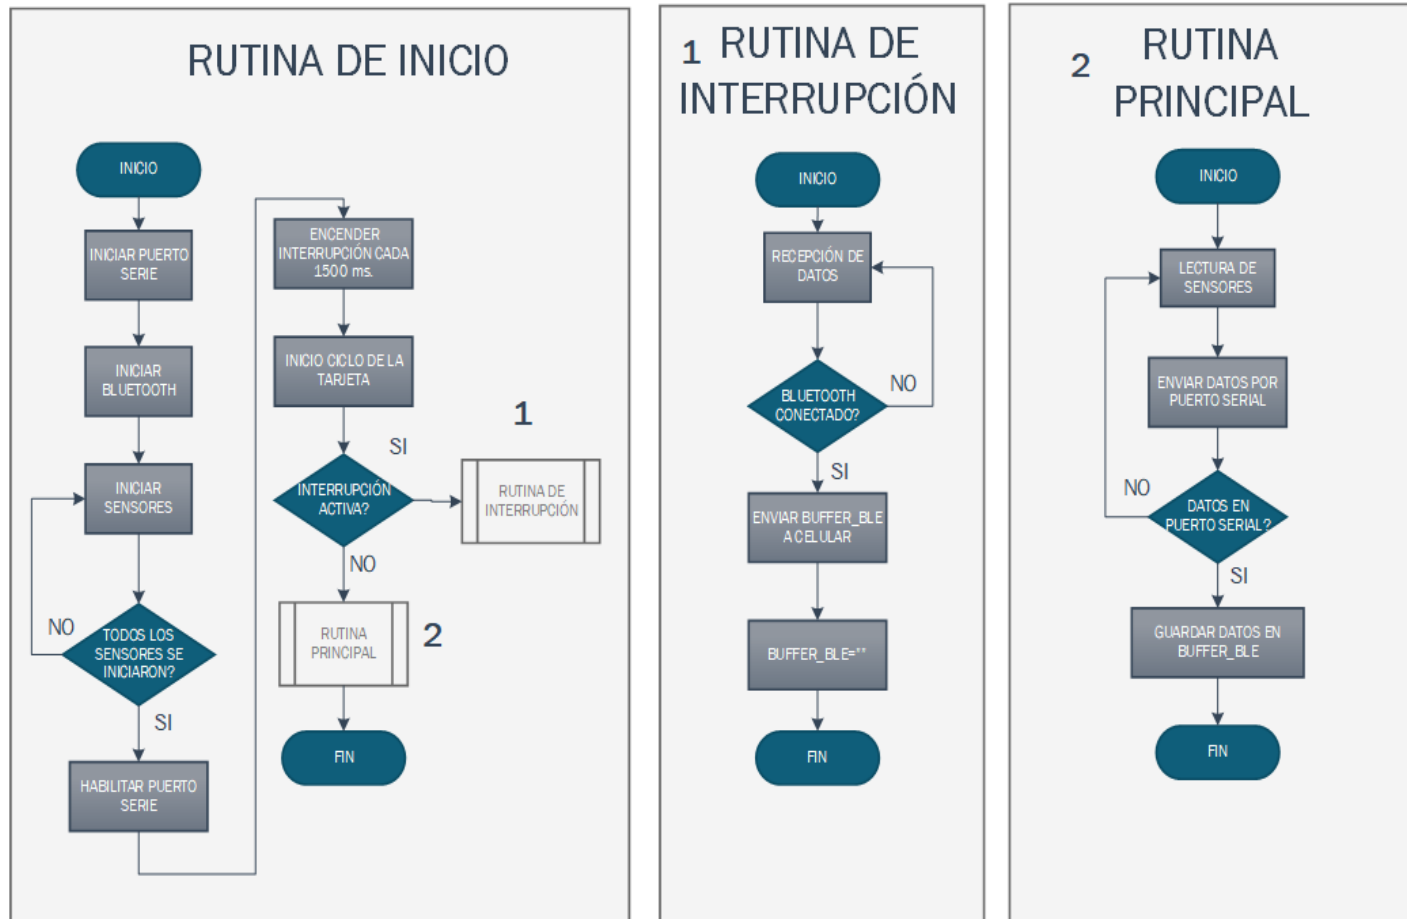 RUTINA DE INICIO
INICIO
INICIAR PUERTO
SERIE
INICIAR
BLUETOOTH
INICIAR
SENSORES
NO
TODOS LOS
SENSORES SE
INICIARON?
SI
HABILITAR PUERTO
SERIE
ENCENDER
INTERRUPCIÓN CADA
1500 ms.
INICIO CICLO DE LA
TARJETA
SI
INTERRUPCIÓN
ACTIVA?
1
RUTINA DE
INTERRUPCIÓN
NO
RUTINA
PRINCIPAL
2
FIN
1 RUTINA DE
INTERRUPCIÓN
INICIO
RECEPCIÓN DE
DATOS
BLUETOOTH
CONECTADO?
NO
SI
ENVIAR BUFFER_BLE
A CELULAR
BUFFER_BLE=""
FIN
2 RUTINA
PRINCIPAL
INICIO
LECTURA DE
SENSORES
ENVIAR DATOS POR
PUERTO SERIAL
NO
DATOS EN
PUERTO SERIAL?
SI
GUARDAR DATOS EN
BUFFER_BLE
FIN